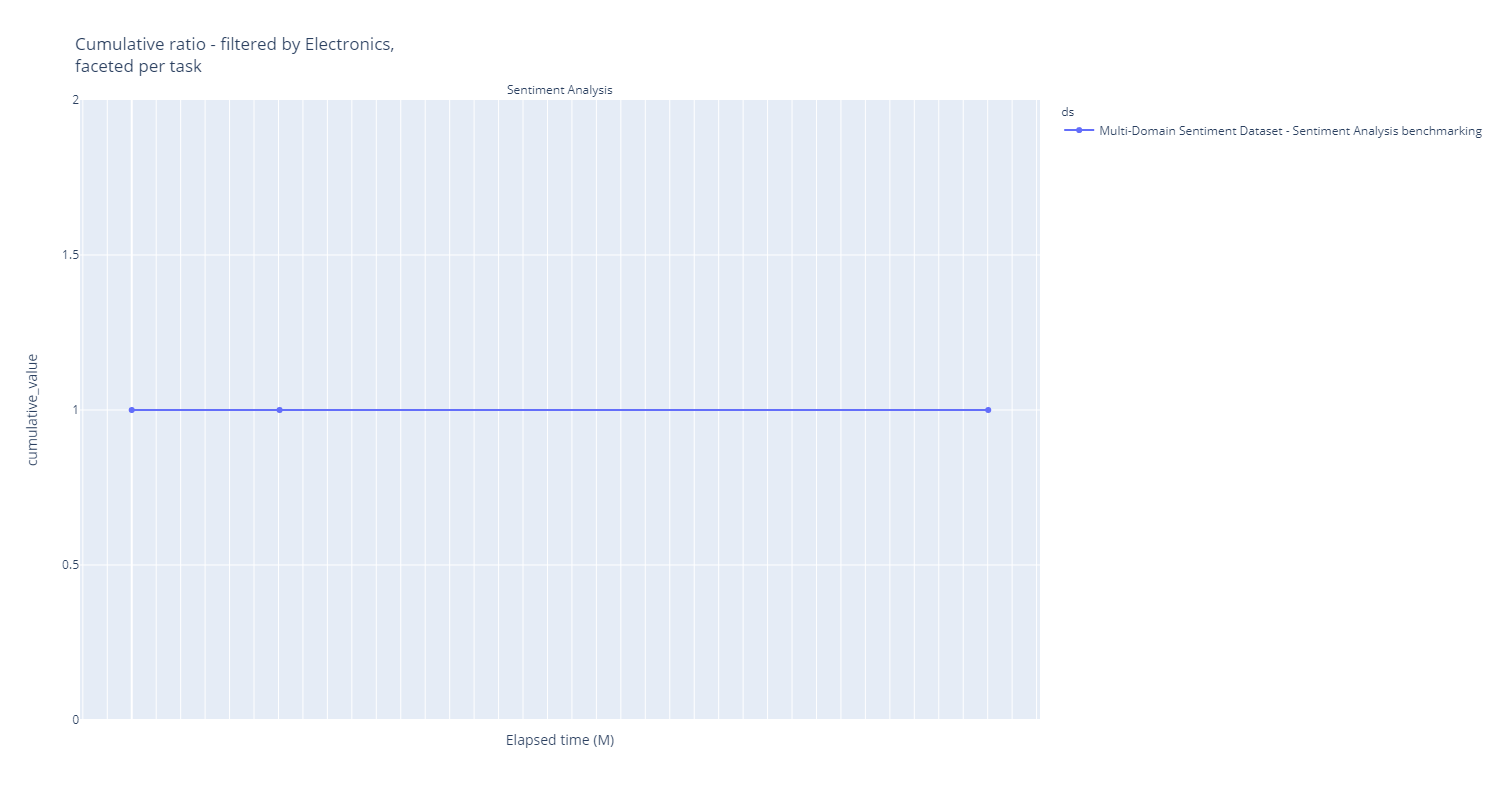 Cumulative ratio - filtered by Electronics,
faceted per task
Sentiment Analysis
2
1.5
1
0.5
0
cumulative_value
Elapsed time (M)
ds
Multi-Domain Sentiment Dataset - Sentiment Analysis benchmarking